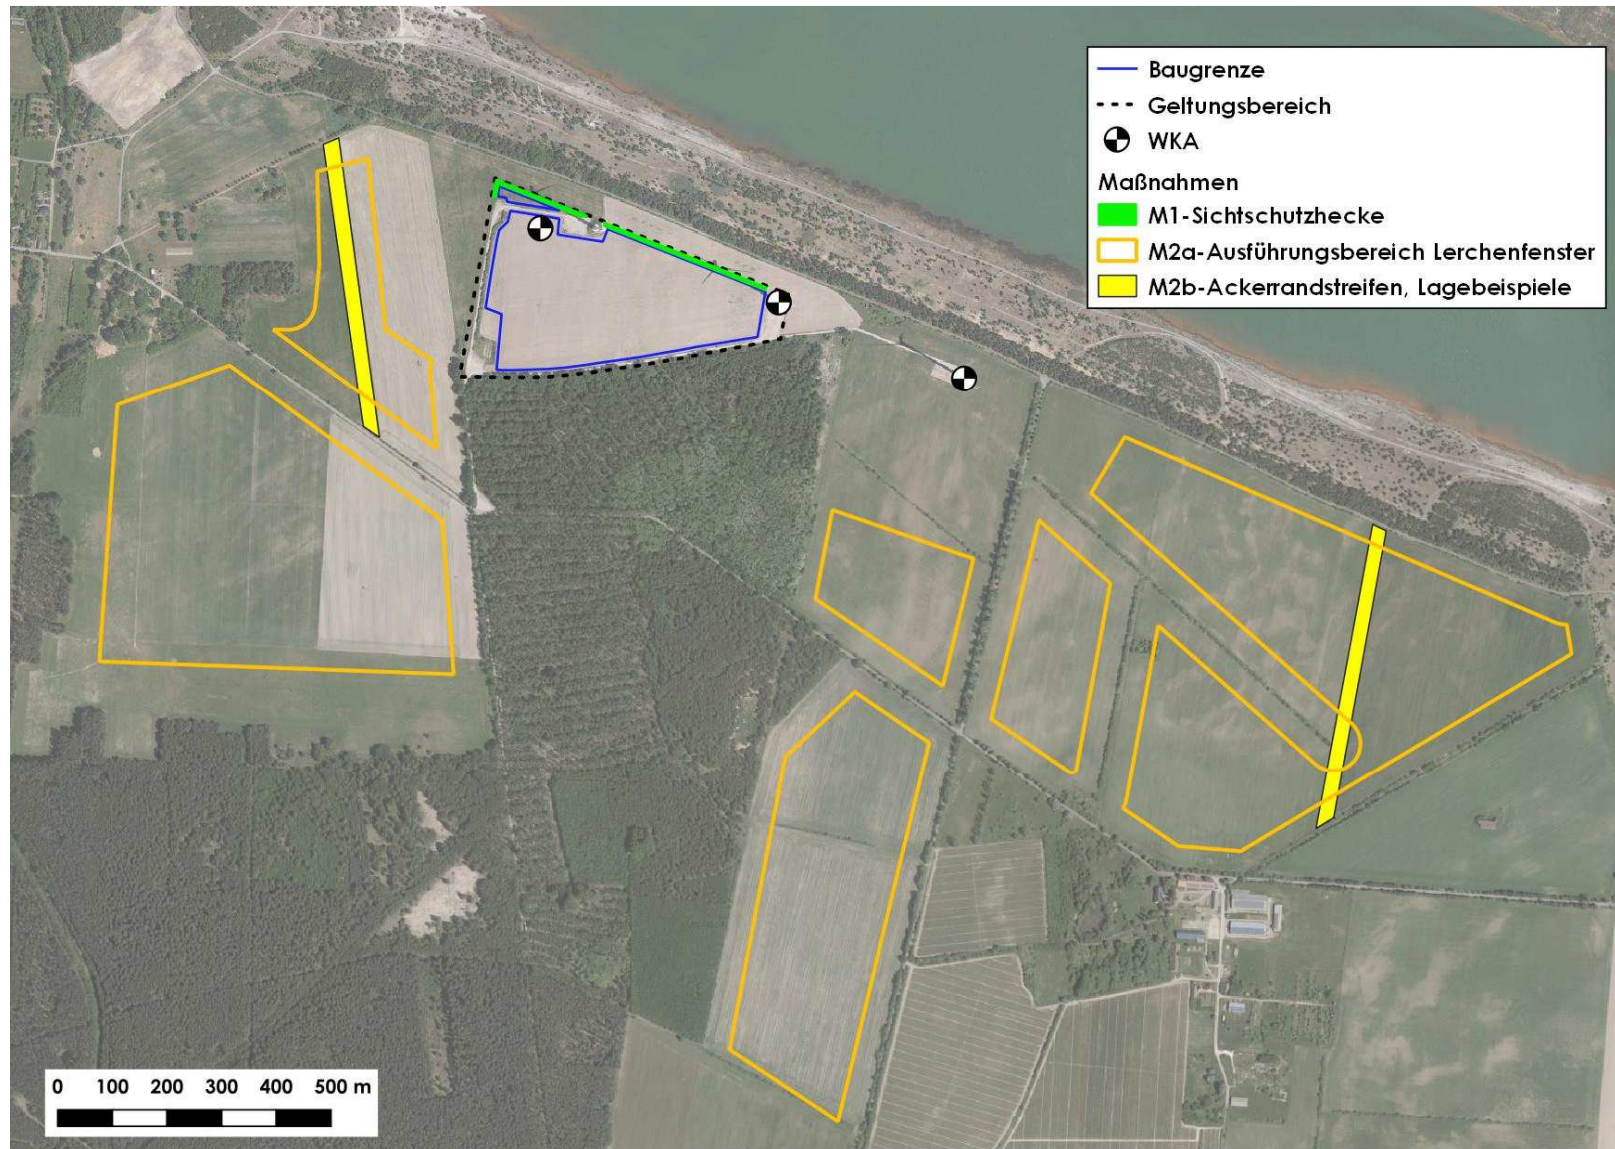 Baugrenze
Geltungsbereich
WKA
Maßnahmen
M1-Sichtschutzhecke
M2a-Ausführungsbereich Lerchenfenster
M2b-Ackerrandstreifen, Lagebeispiele
0 100 200 300 400 500 m